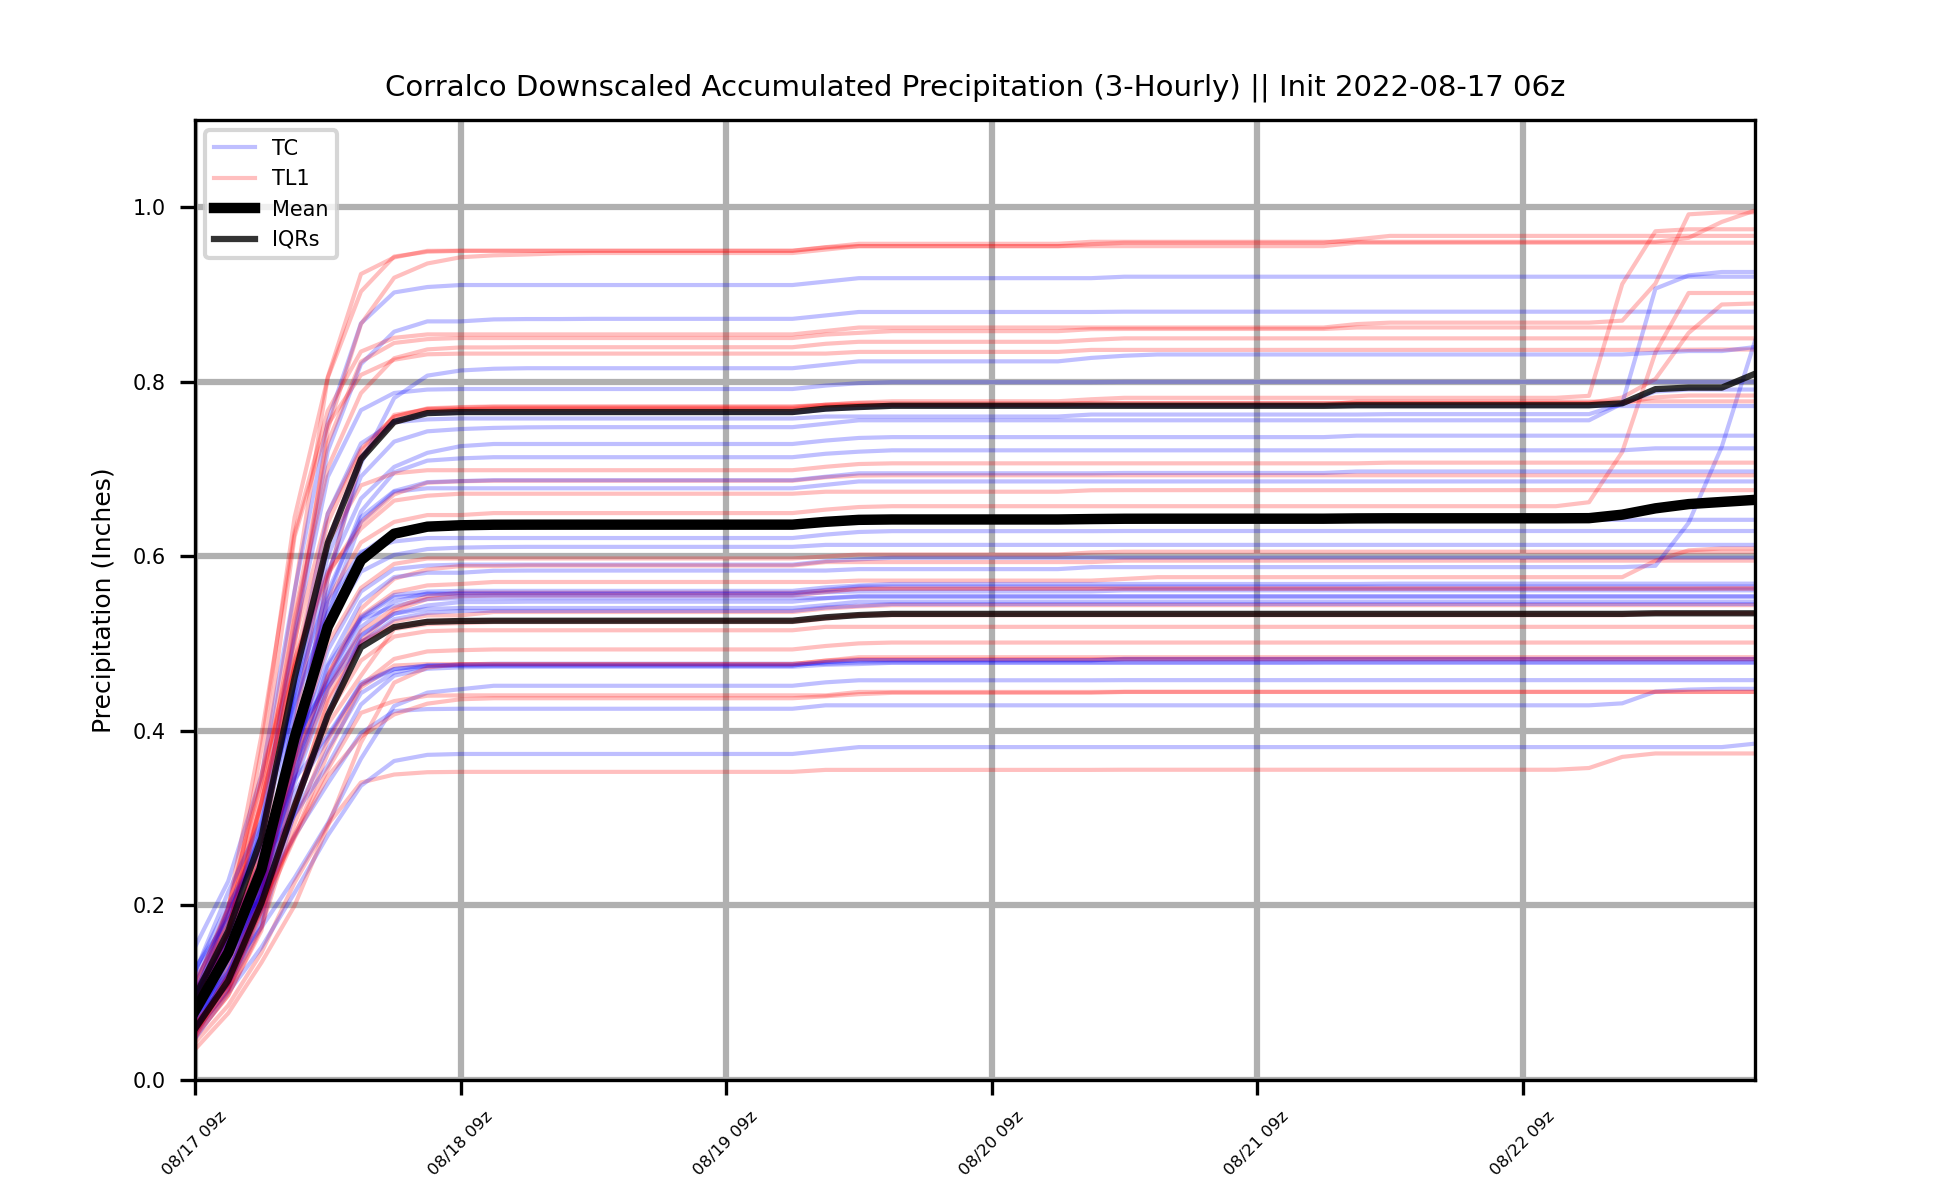 Corralco Downscaled Accumulated Precipitation (3-Hourly) || Init 2022-08-17 06z
TC
TL1
Mean
IQRs
Precipitation (Inches)
1.0
0.8
0.6
0.4
0.2
0.0
08/17 09z
08/18 09z
08/19 09z
08/20 09z
08/21 09z
08/22 09z